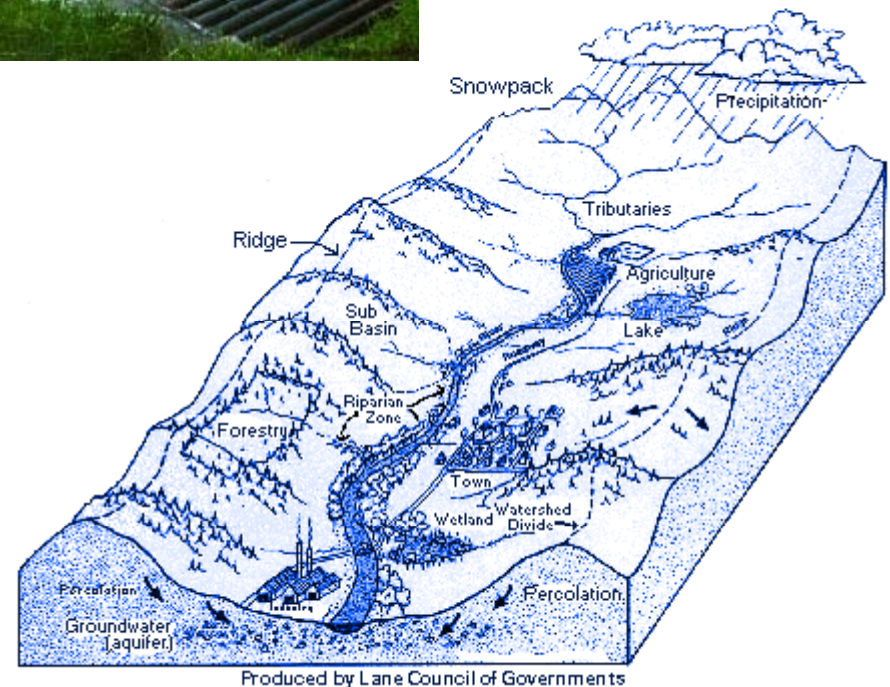 Snowpack
Precipitation
Tributaries
Ridge
Agriculture
Sub
Basin
Lake
Riparian
Zone
Forestry
Town
Wetland
Watershed
Divide
Percolation
Percolation
Industry
Groundwater
(aquifer)
Produced by Lane Council of Governments